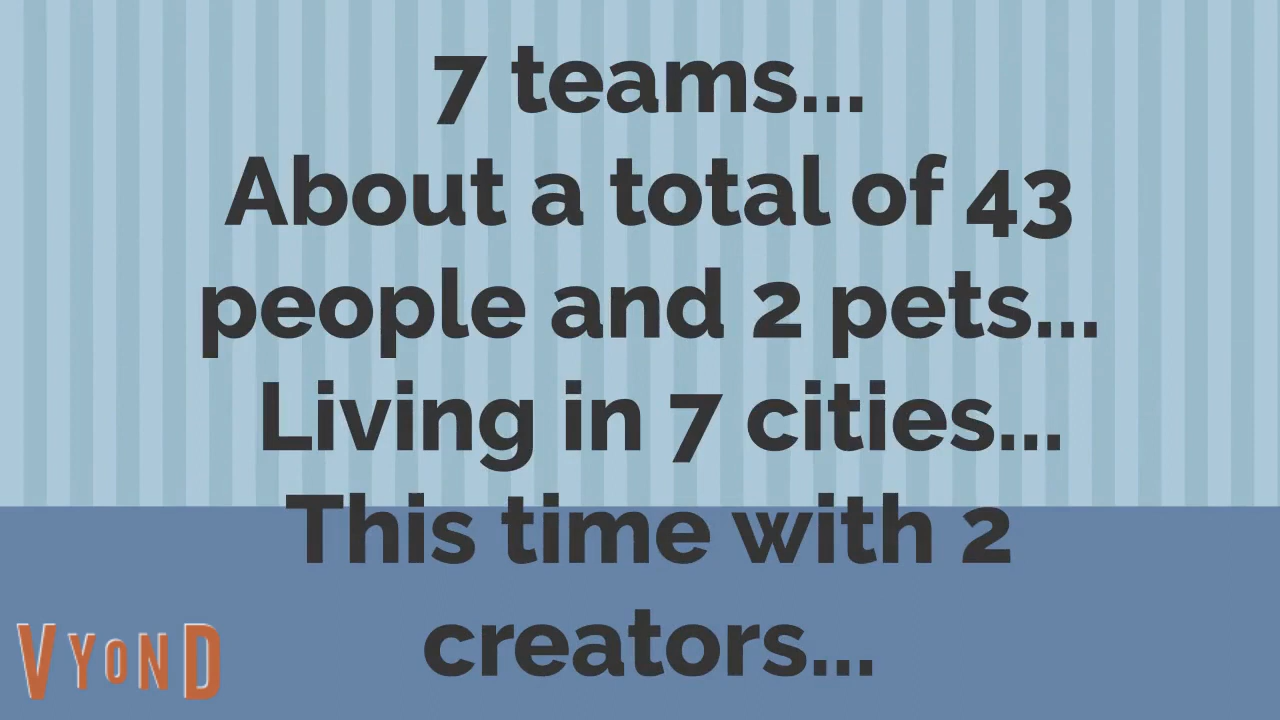 7 teams...
About a total of 43
people and 2 pets...
Living in 7 cities...
This time with 2
creators...
VYOND